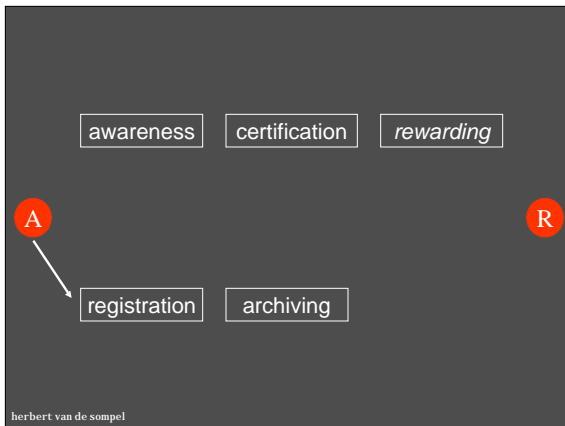 awareness certification rewarding
A R
registration archiving
herbert van de sompel